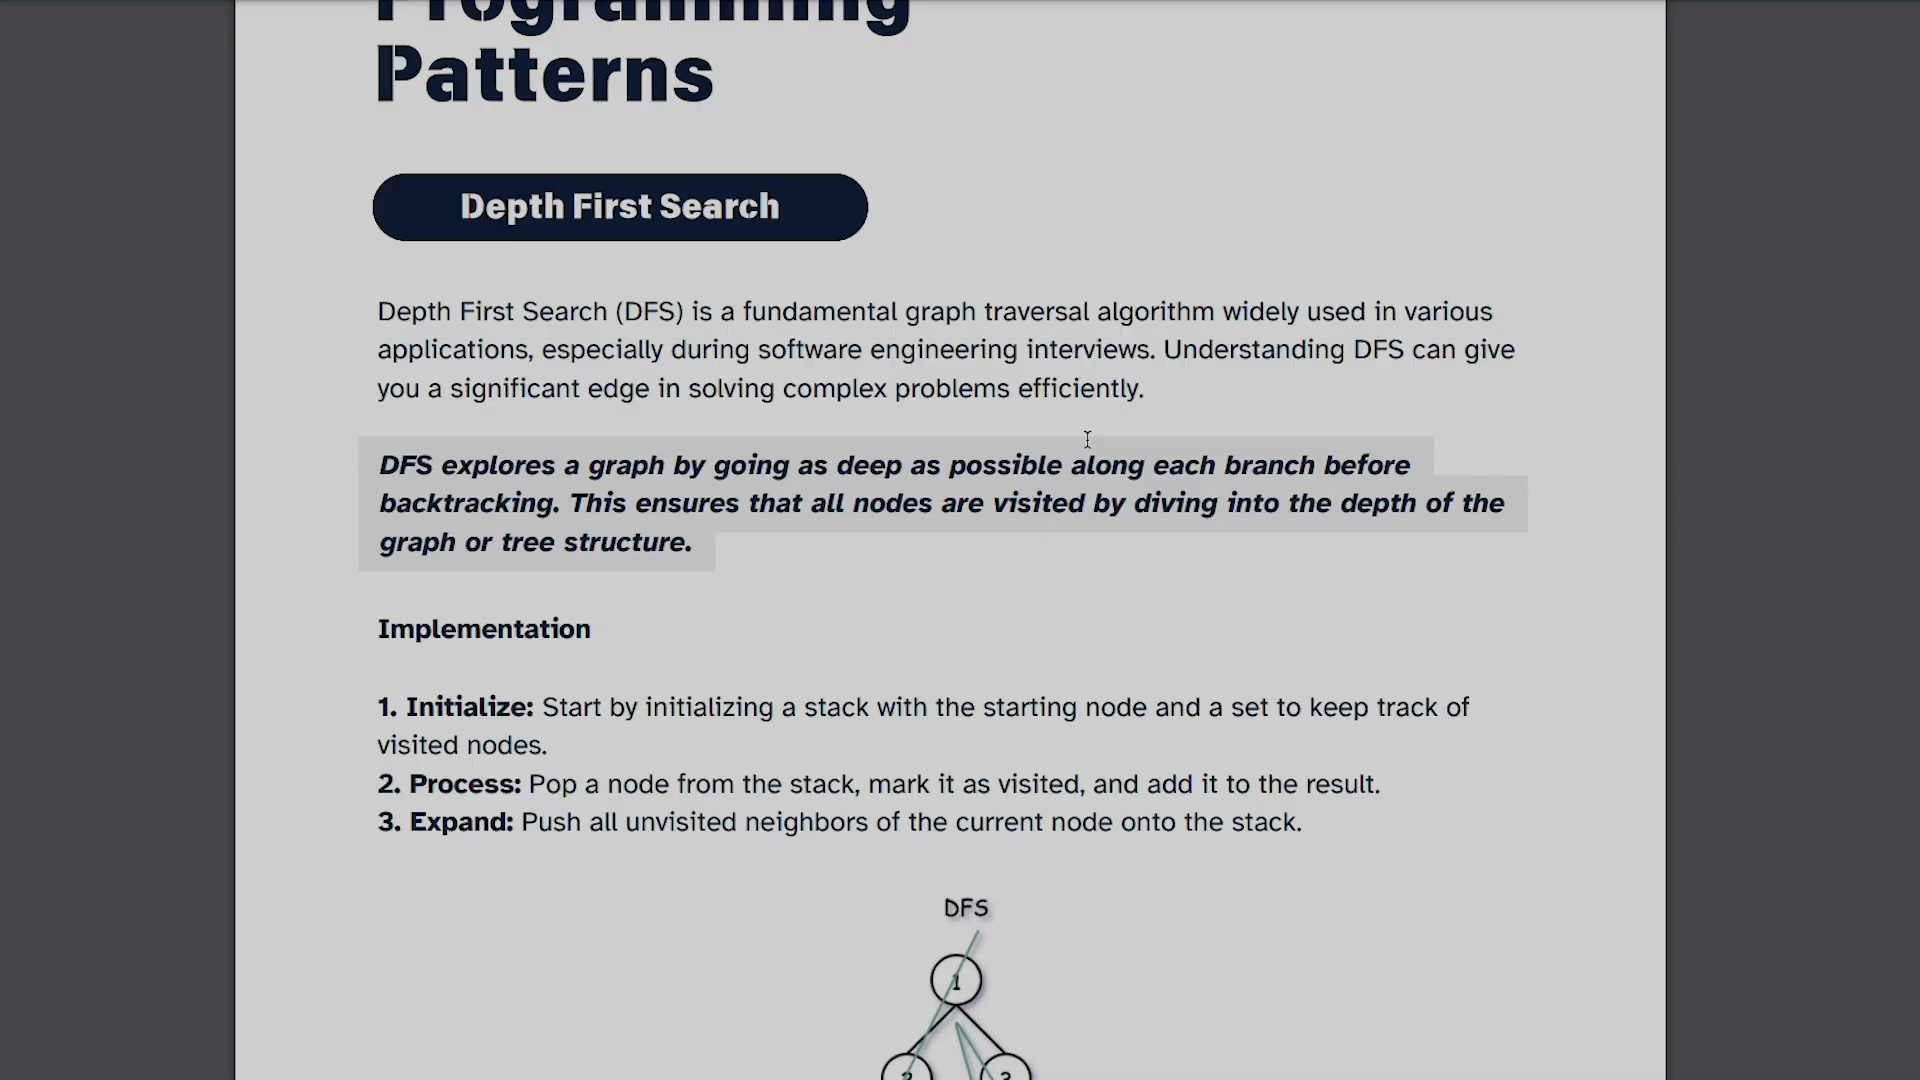 Programming
Patterns
Depth First Search
Depth First Search (DFS) is a fundamental graph traversal algorithm widely used in various
applications, especially during software engineering interviews. Understanding DFS can give
you a significant edge in solving complex problems efficiently.
DFS explores a graph by going as deep as possible along each branch before
backtracking. This ensures that all nodes are visited by diving into the depth of the
graph or tree structure.
Implementation
1. Initialize: Start by initializing a stack with the starting node and a set to keep track of
visited nodes.
2. Process: Pop a node from the stack, mark it as visited, and add it to the result.
3. Expand: Push all unvisited neighbors of the current node onto the stack.
DFS
1
2 3